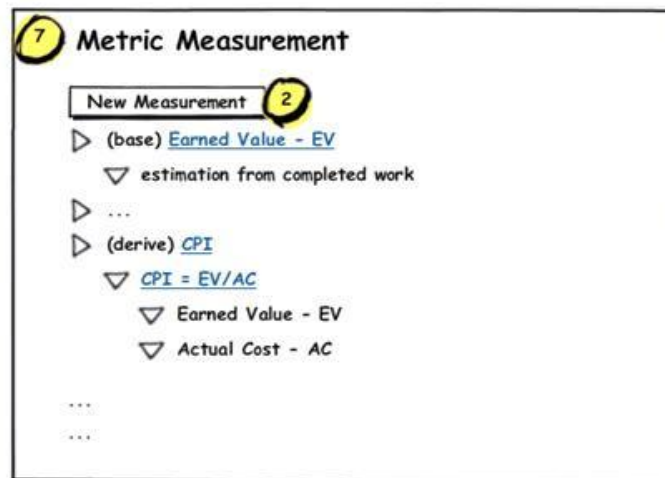 7 Metric Measurement
New Measurement 2
(base) Earned Value - EV
estimation from completed work
...
(derive) CPI
CPI = EV/AC
Earned Value - EV
Actual Cost - AC
...
...